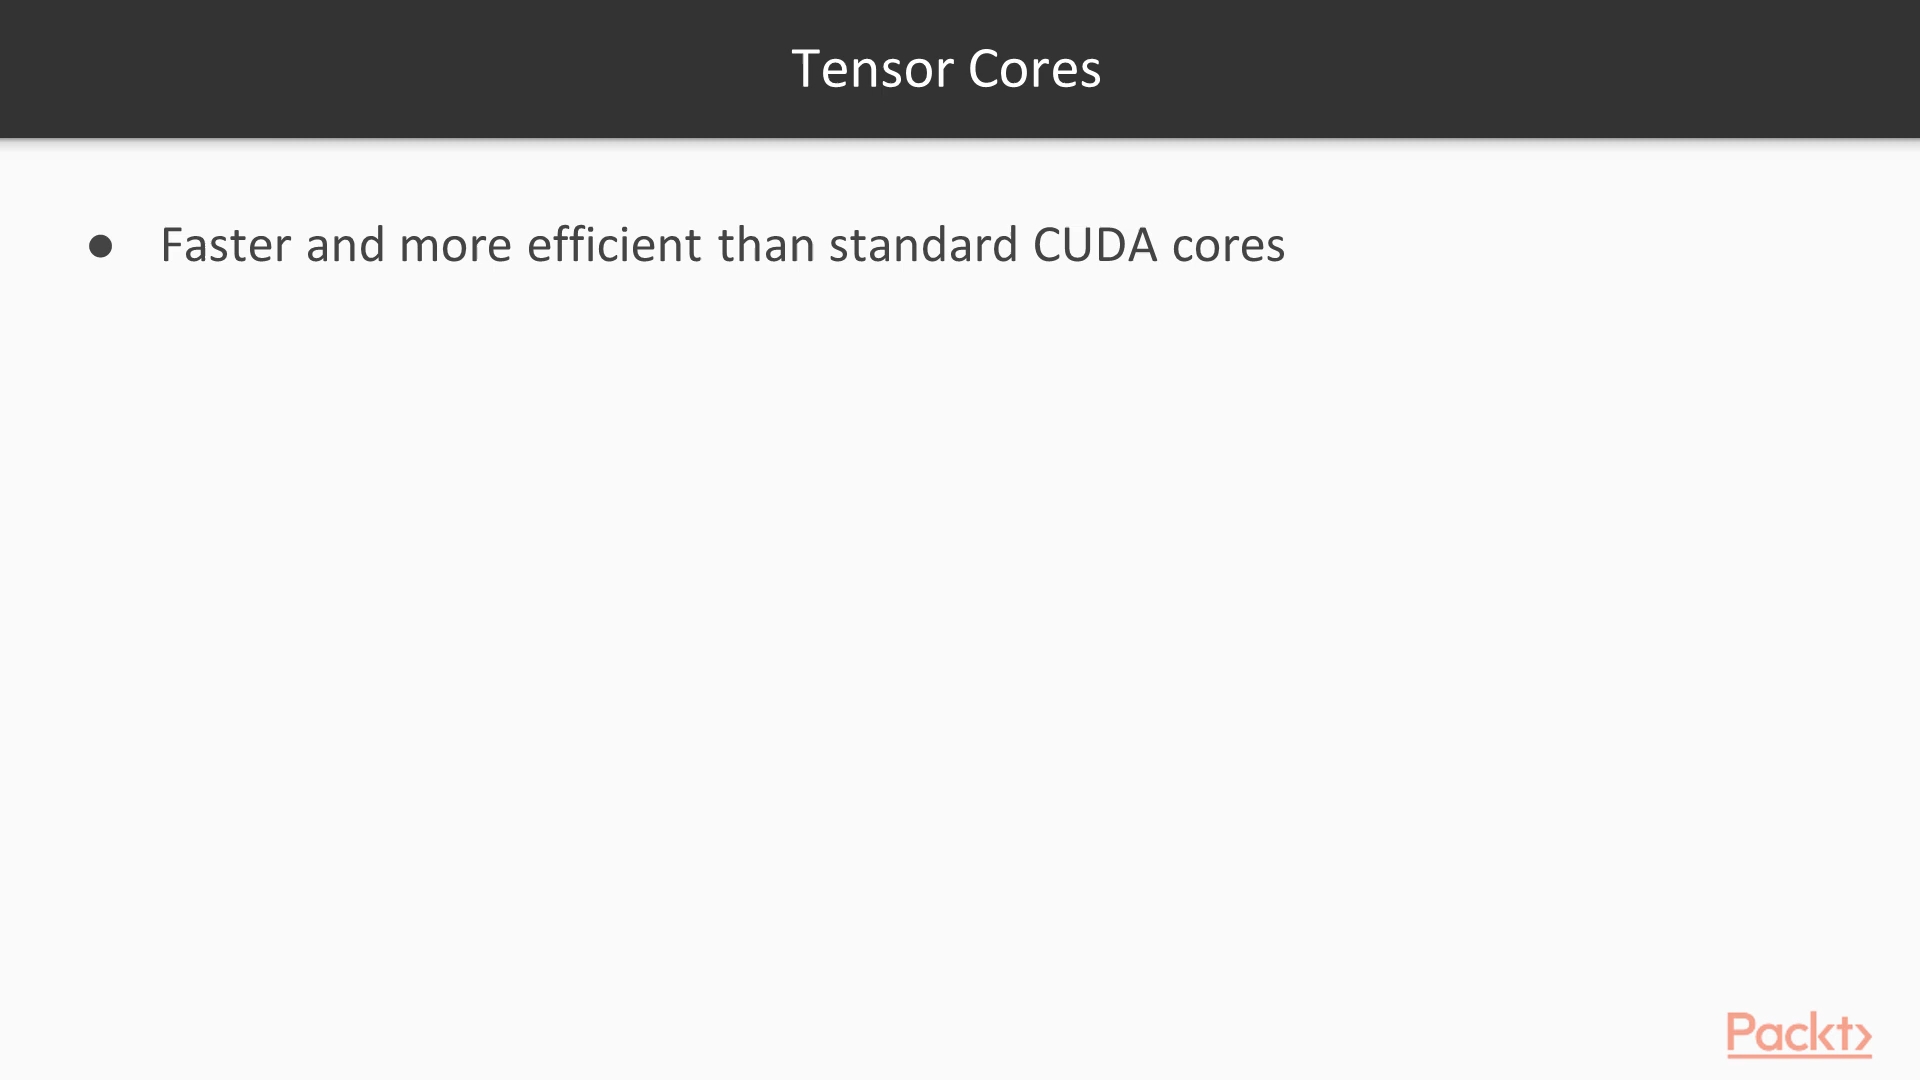 Tensor Cores
● Faster and more efficient than standard CUDA cores
Packt>